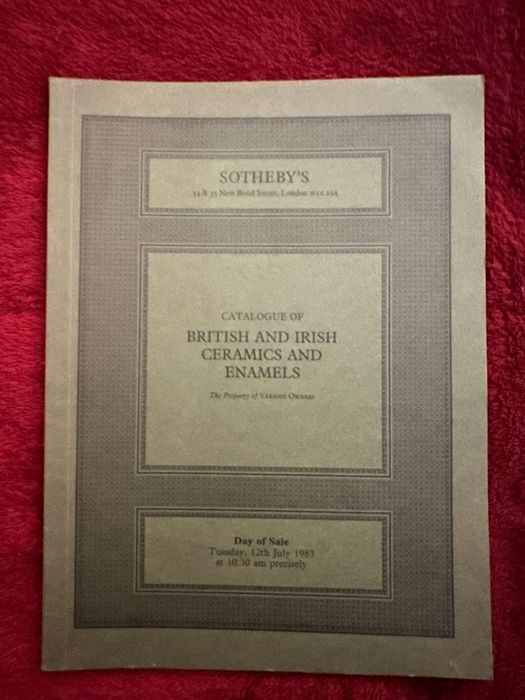 SOTHEBY'S
34 & 35 New Bond Street, London W1A 2AA
CATALOGUE OF
BRITISH AND IRISH
CERAMICS AND
ENAMELS
The Property of VARIOUS OWNERS
Day of Sale
Tuesday, 12th July 1983
at 10.30 am precisely